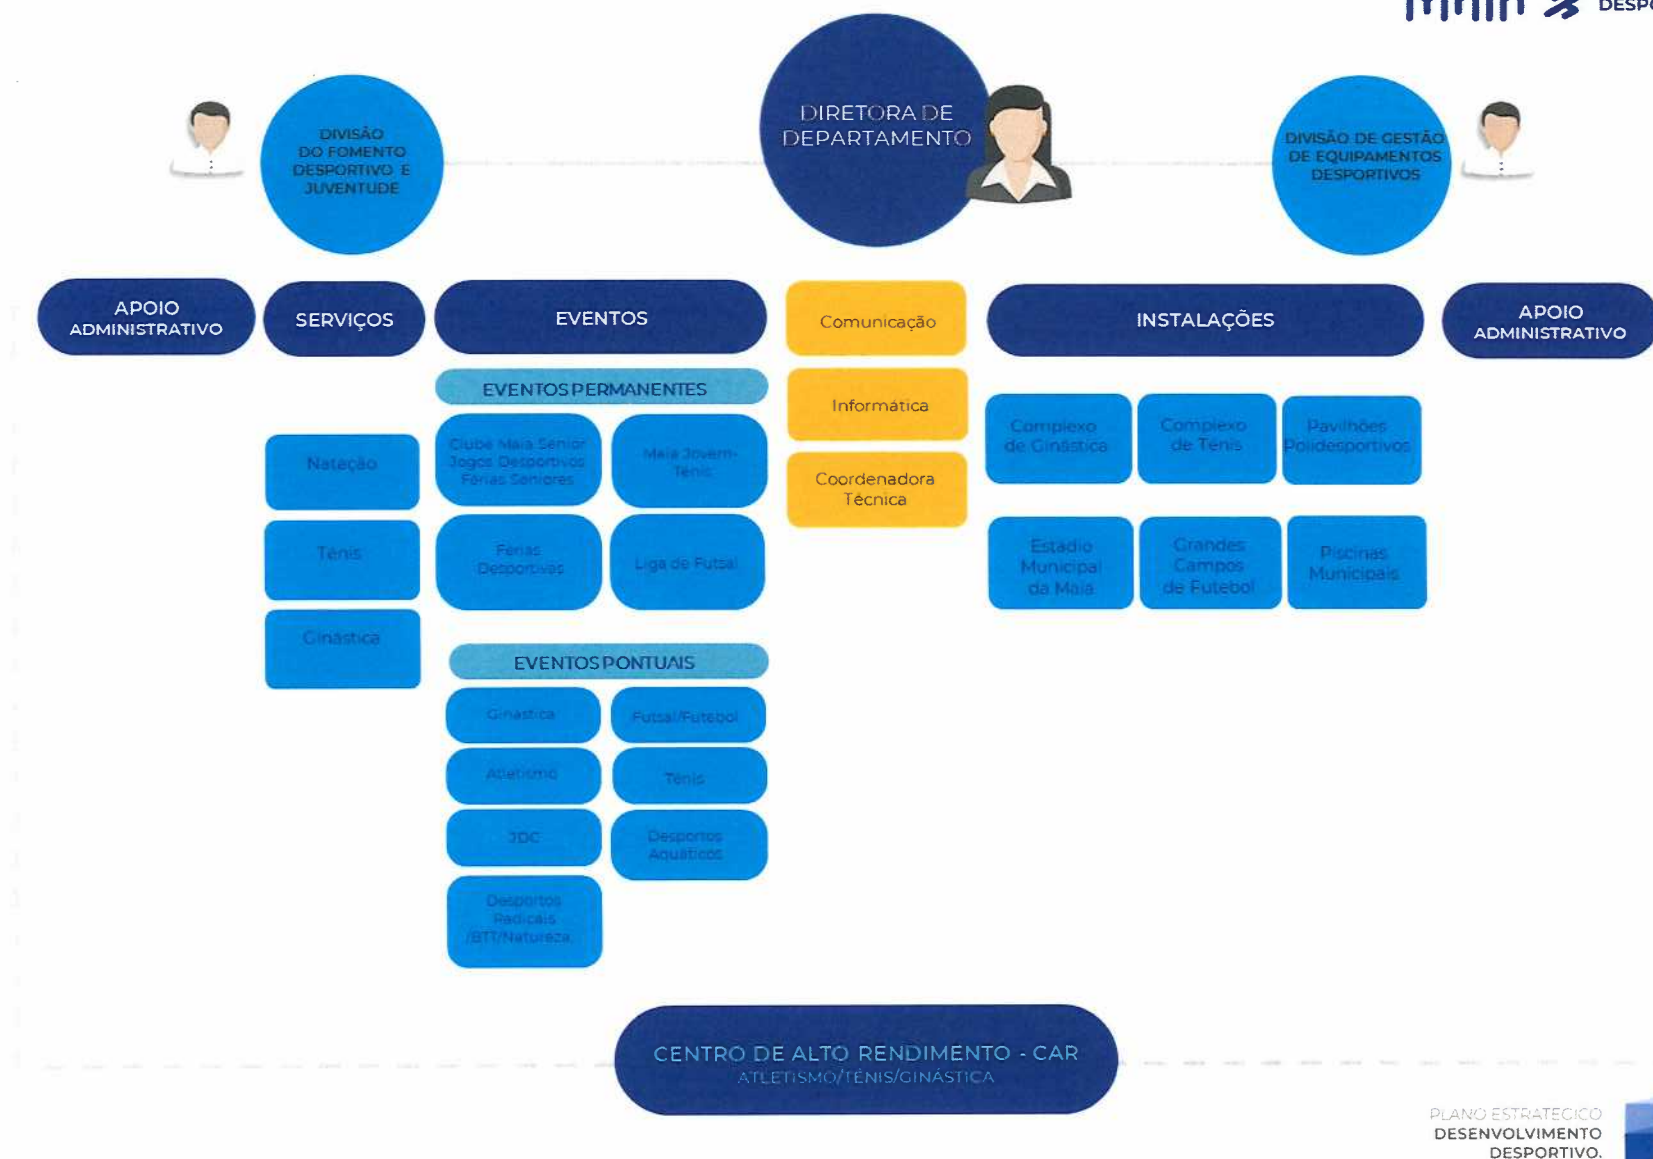 DIRETORA DE
DEPARTAMENTO
DIVISÃO
DO FOMENTO
DESPORTIVO E
JUVENTUDE
DIVISÃO DE GESTÃO
DE EQUIPAMENTOS
DESPORTIVOS
APOIO
ADMINISTRATIVO
SERVIÇOS
EVENTOS
Comunicação
INSTALAÇÕES
APOIO
ADMINISTRATIVO
Natação
Ténis
Ginástica
EVENTOS PERMANENTES
Clube Maia Sénior
Jogos Desportivos
Férias Seniores
Maia Jovem-
Ténis
Férias
Desportivas
Liga de Futsal
EVENTOS PONTUAIS
Ginástica
Futsal/Futebol
Atletismo
Ténis
JDC
Desportos
Aquáticos
Desportos
Radicais
/BTT/Natureza
Informática
Coordenadora
Técnica
Complexo
de Ginástica
Complexo
de Ténis
Pavilhões
Polidesportivos
Estádio
Municipal
da Maia
Grandes
Campos
de Futebol
Piscinas
Municipais
CENTRO DE ALTO RENDIMENTO - CAR
ATLETISMO/TÉNIS/GINÁSTICA
PLANO ESTRATEGICO
DESENVOLVIMENTO
DESPORTIVO.